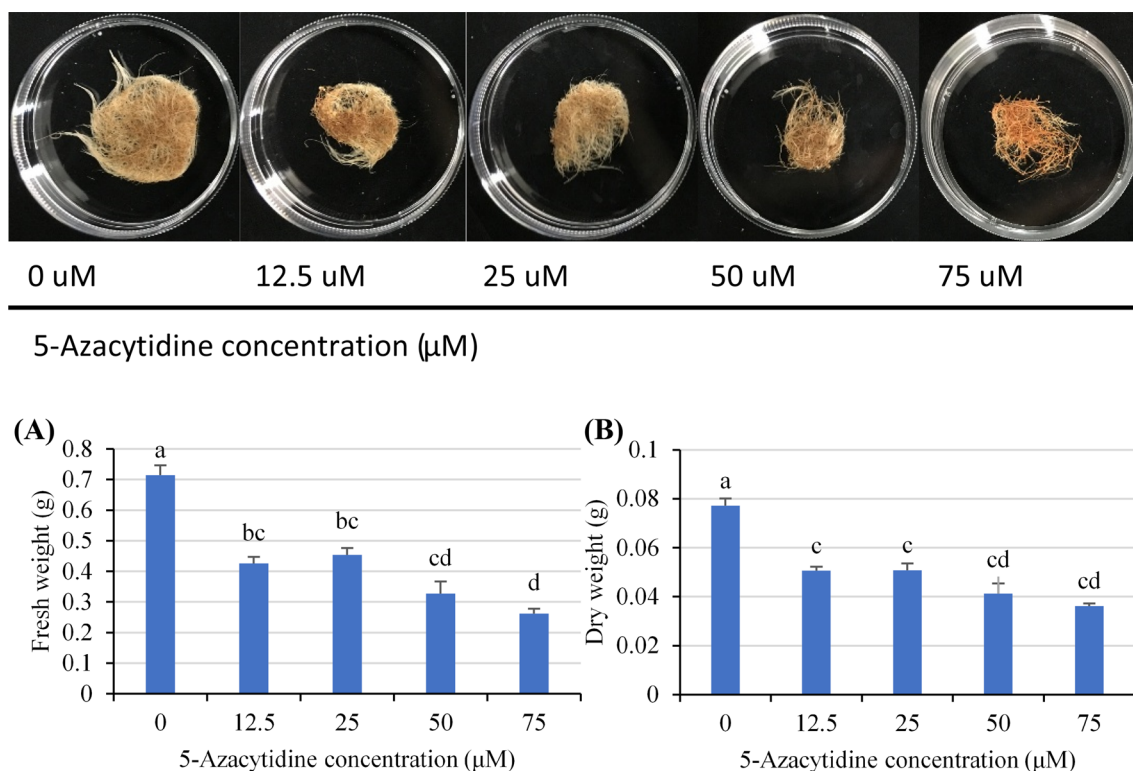 0 uM 12.5 uM 25 uM 50 uM 75 uM
5-Azacytidine concentration (μM)
(A)
Fresh weight (g)
0.8
0.7
0.6
0.5
0.4
0.3
0.2
0.1
0
a bc bc cd d
0 12.5 25 50 75
5-Azacytidine concentration (μM)
(B)
Dry weight (g)
0.1
0.08
0.06
0.04
0.02
0
a c c cd cd
0 12.5 25 50 75
5-Azacytidine concentration (μM)